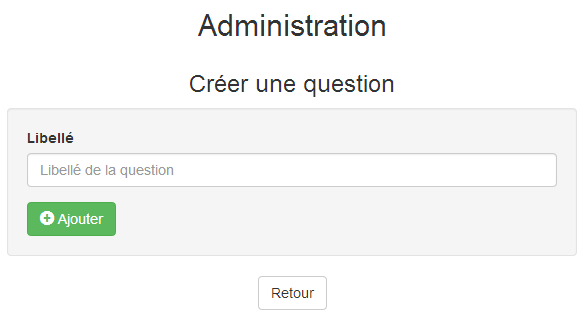 Administration
Créer une question
Libellé
Libellé de la question
Ajouter
Retour